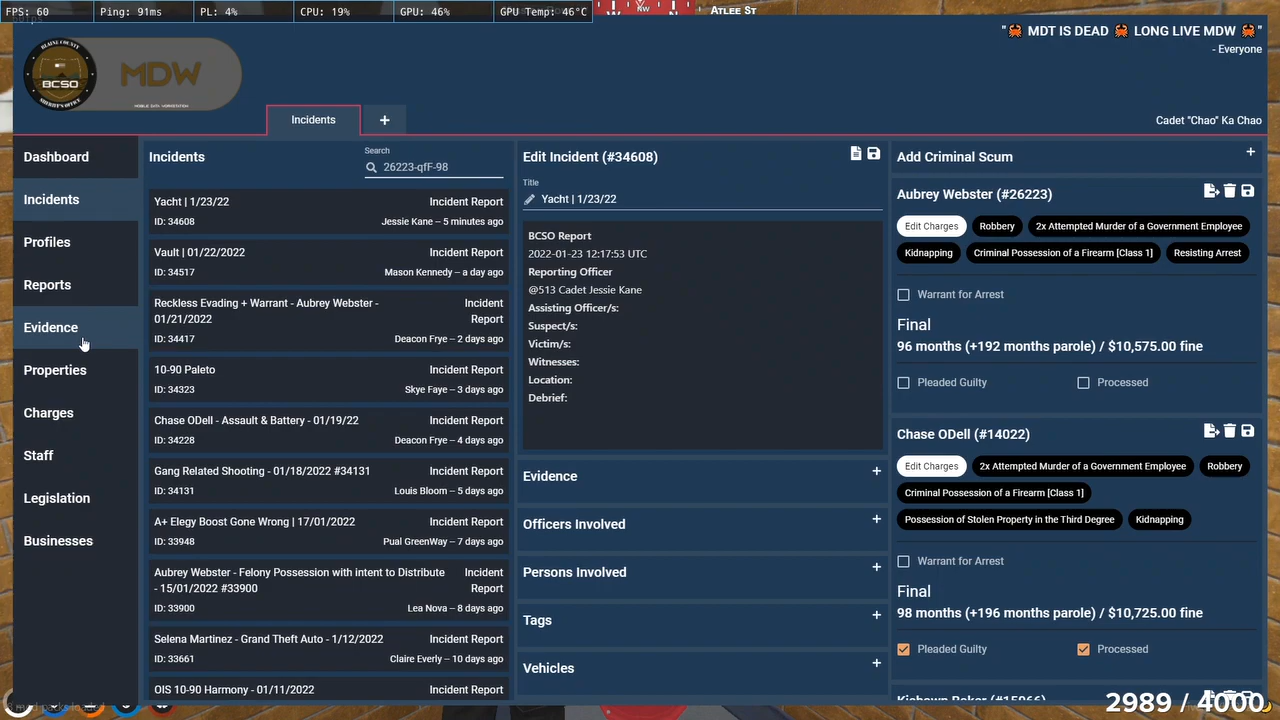 FPS: 60 Ping: 91ms PL: 4% CPU: 19% GPU: 46% GPU Temp: 46°C
W NW ATLEE ST
"🦀 MDT IS DEAD 🦀 LONG LIVE MDW 🦀"
- Everyone
BLAINE COUNTY
BCSO
SHERIFF'S OFFICE
MDW
MOBILE DATA WORKSTATION
Incidents +
Cadet "Chao" Ka Chao
Dashboard
Incidents
Profiles
Reports
Evidence
Properties
Charges
Staff
Legislation
Businesses
Incidents
Search
26223-qfF-98
Yacht | 1/23/22 Incident Report
ID: 34608 Jessie Kane – 5 minutes ago
Vault | 01/22/2022 Incident Report
ID: 34517 Mason Kennedy – a day ago
Reckless Evading + Warrant - Aubrey Webster - Incident
01/21/2022 Report
ID: 34417 Deacon Frye – 2 days ago
10-90 Paleto Incident Report
ID: 34323 Skye Faye – 3 days ago
Chase ODell - Assault & Battery - 01/19/22 Incident Report
ID: 34228 Deacon Frye – 4 days ago
Gang Related Shooting - 01/18/2022 #34131 Incident Report
ID: 34131 Louis Bloom – 5 days ago
A+ Elegy Boost Gone Wrong | 17/01/2022 Incident Report
ID: 33948 Pual GreenWay – 7 days ago
Aubrey Webster - Felony Possession with intent to Distribute Incident
- 15/01/2022 #33900 Report
ID: 33900 Lea Nova – 8 days ago
Selena Martinez - Grand Theft Auto - 1/12/2022 Incident Report
ID: 33661 Claire Everly – 10 days ago
OIS 10-90 Harmony - 01/11/2022 Incident Report
Edit Incident (#34608)
Title
Yacht | 1/23/22
BCSO Report
2022-01-23 12:17:53 UTC
Reporting Officer
@513 Cadet Jessie Kane
Assisting Officer/s:
Suspect/s:
Victim/s:
Witnesses:
Location:
Debrief:
Evidence +
Officers Involved +
Persons Involved +
Tags +
Vehicles +
Add Criminal Scum +
Aubrey Webster (#26223)
Edit Charges Robbery 2x Attempted Murder of a Government Employee
Kidnapping Criminal Possession of a Firearm [Class 1] Resisting Arrest
Warrant for Arrest
Final
96 months (+192 months parole) / $10,575.00 fine
Pleaded Guilty Processed
Chase ODell (#14022)
Edit Charges 2x Attempted Murder of a Government Employee Robbery
Criminal Possession of a Firearm [Class 1]
Possession of Stolen Property in the Third Degree Kidnapping
Warrant for Arrest
Final
98 months (+196 months parole) / $10,725.00 fine
Pleaded Guilty Processed
2989 / 4000